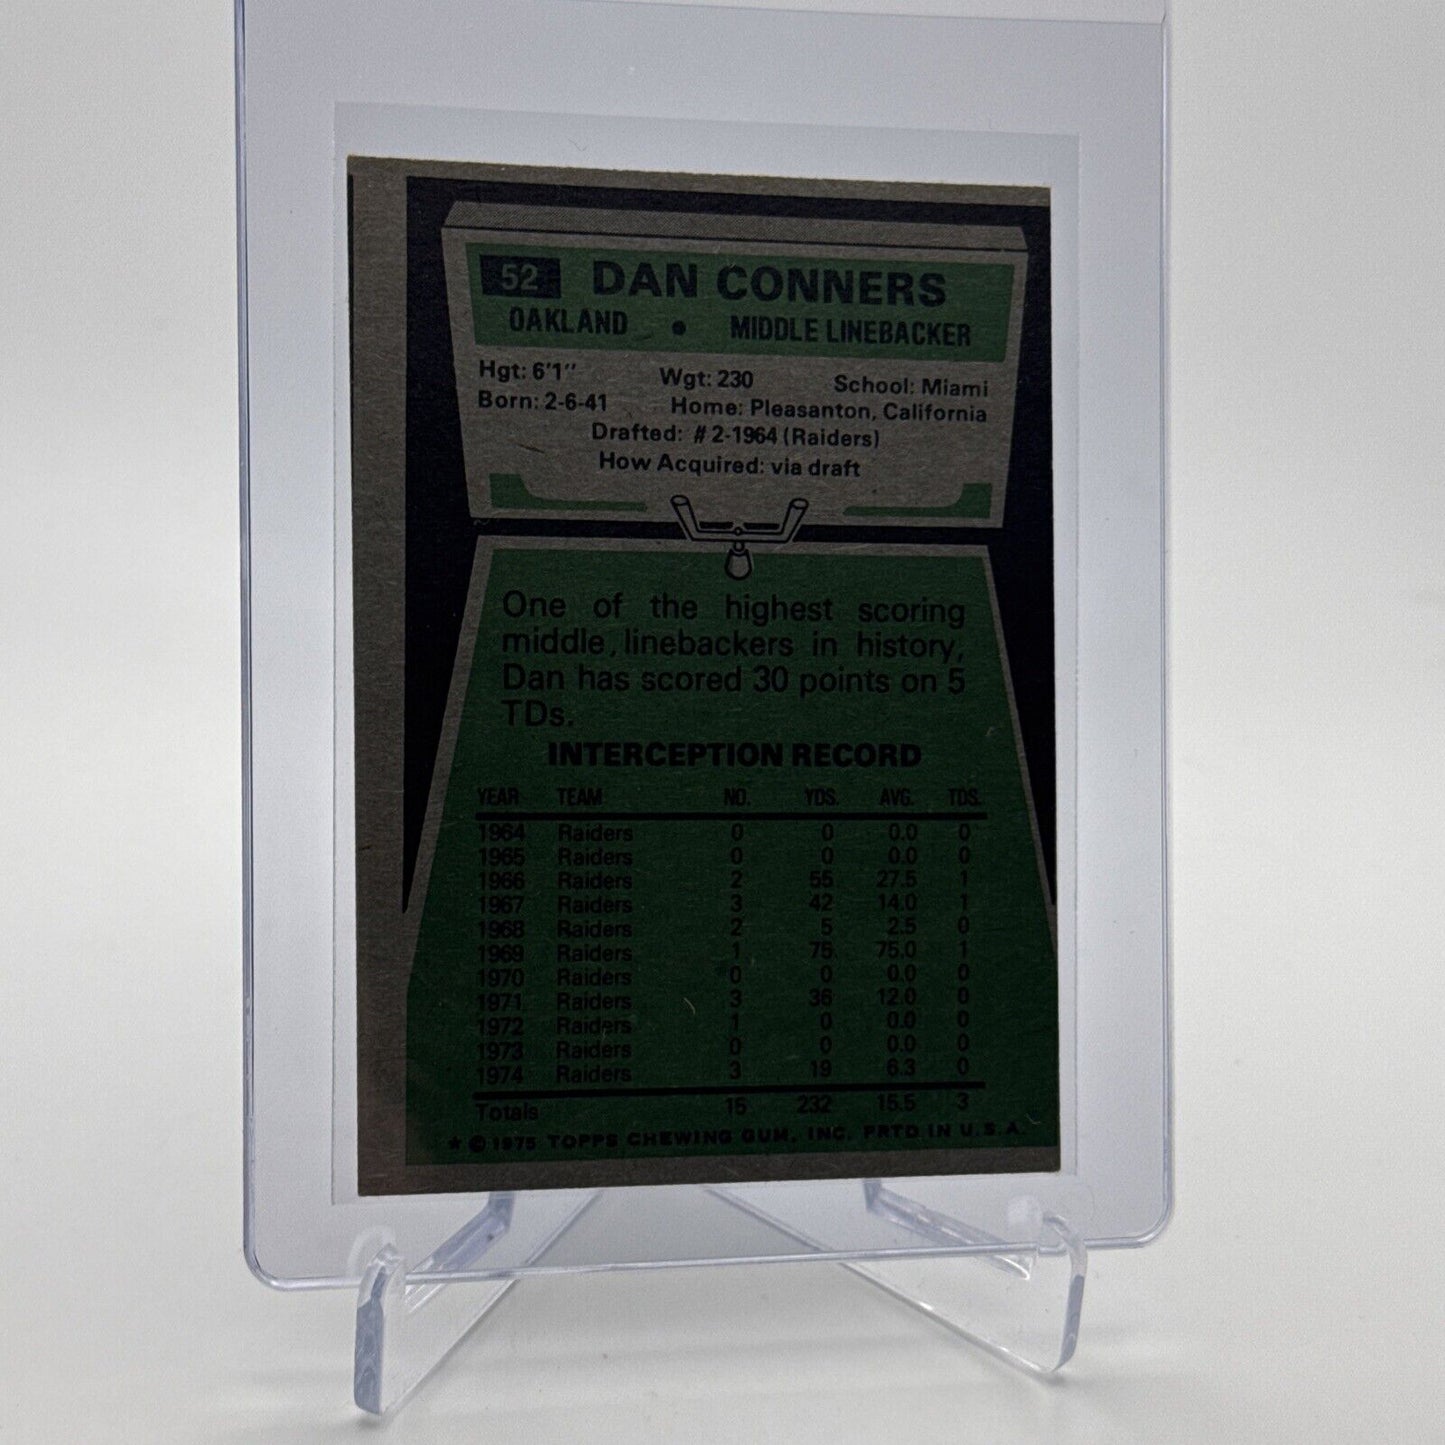 52 DAN CONNERS
OAKLAND • MIDDLE LINEBACKER
Hgt: 6'1" Wgt: 230 School: Miami
Born: 2-6-41 Home: Pleasanton, California
Drafted: #2-1964 (Raiders)
How Acquired: via draft
One of the highest scoring
middle linebackers in history,
Dan has scored 30 points on 5
TDs.
INTERCEPTION RECORD
YEAR TEAM NO. YDS. AVG. TDS.
1964 Raiders 0 0 0.0 0
1965 Raiders 0 0 0.0 0
1966 Raiders 2 55 27.5 1
1967 Raiders 3 42 14.0 1
1968 Raiders 2 5 2.5 0
1969 Raiders 1 75 75.0 1
1970 Raiders 0 0 0.0 0
1971 Raiders 3 36 12.0 0
1972 Raiders 1 0 0.0 0
1973 Raiders 0 0 0.0 0
1974 Raiders 3 19 6.3 0
Totals 15 232 15.5 3
★ © 1975 TOPPS CHEWING GUM, INC. PRTD. IN U.S.A.